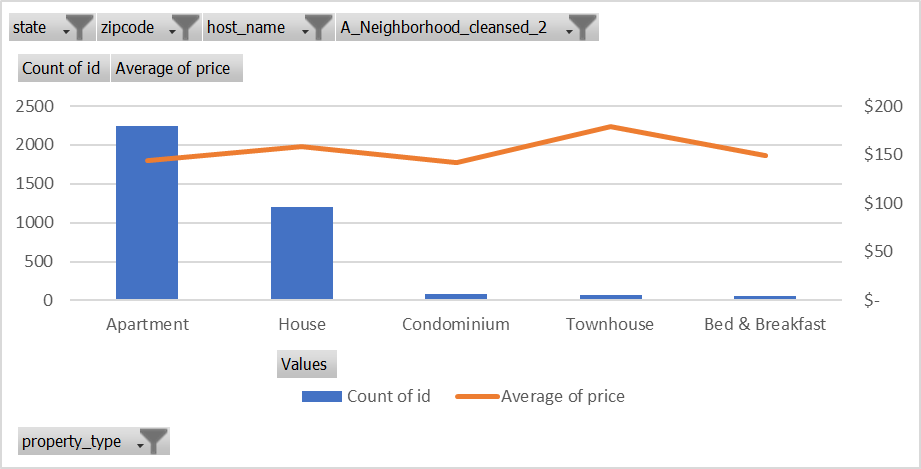 state zipcode host_name A_Neighborhood_cleansed_2
Count of id Average of price
2500 $200
2000 $150
1500 $100
1000 $50
500 $-
0
Apartment House Condominium Townhouse Bed & Breakfast
Values
Count of id Average of price
property_type